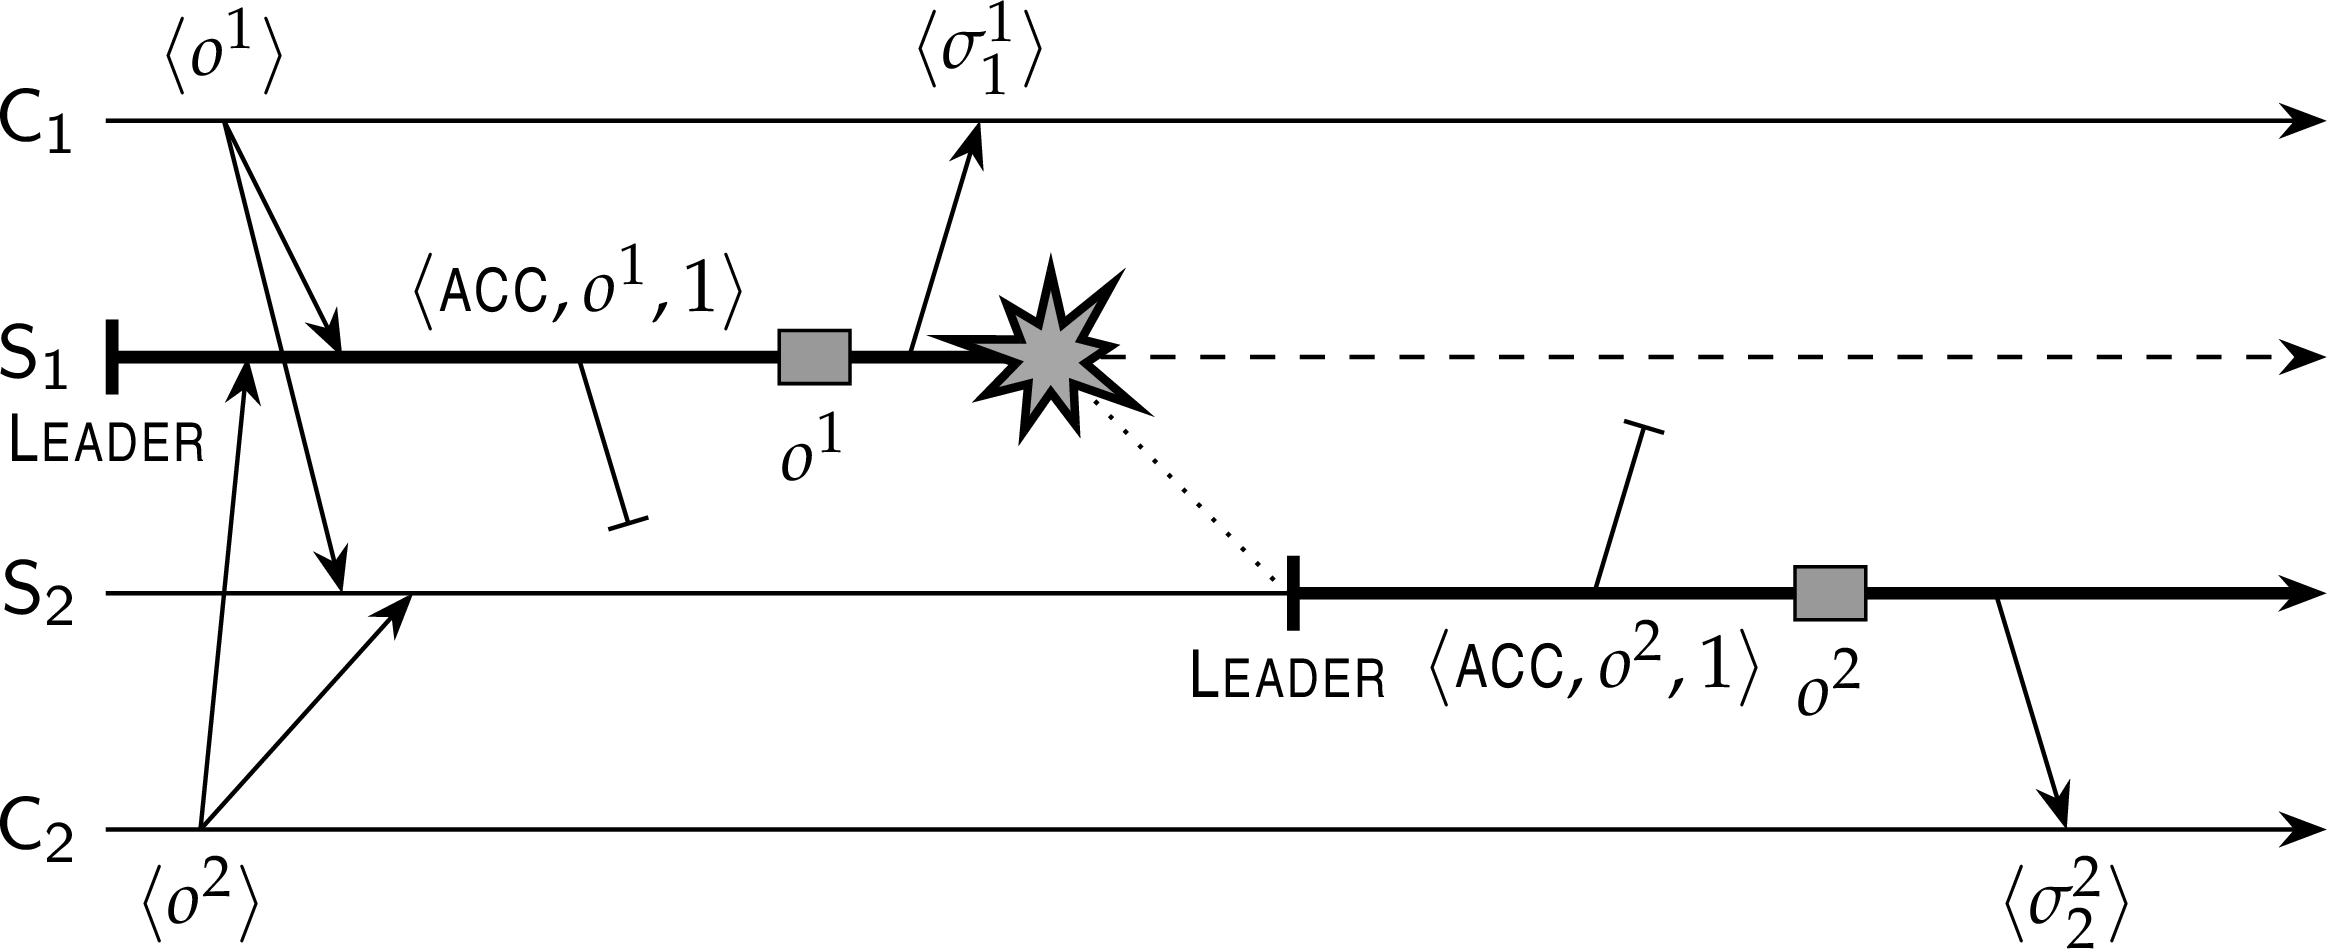 ⟨o¹⟩ ⟨σ¹₁⟩
C₁
⟨ACC, o¹, 1⟩
S₁
LEADER o¹
S₂
LEADER ⟨ACC, o², 1⟩ o²
C₂
⟨o²⟩ ⟨σ²₂⟩